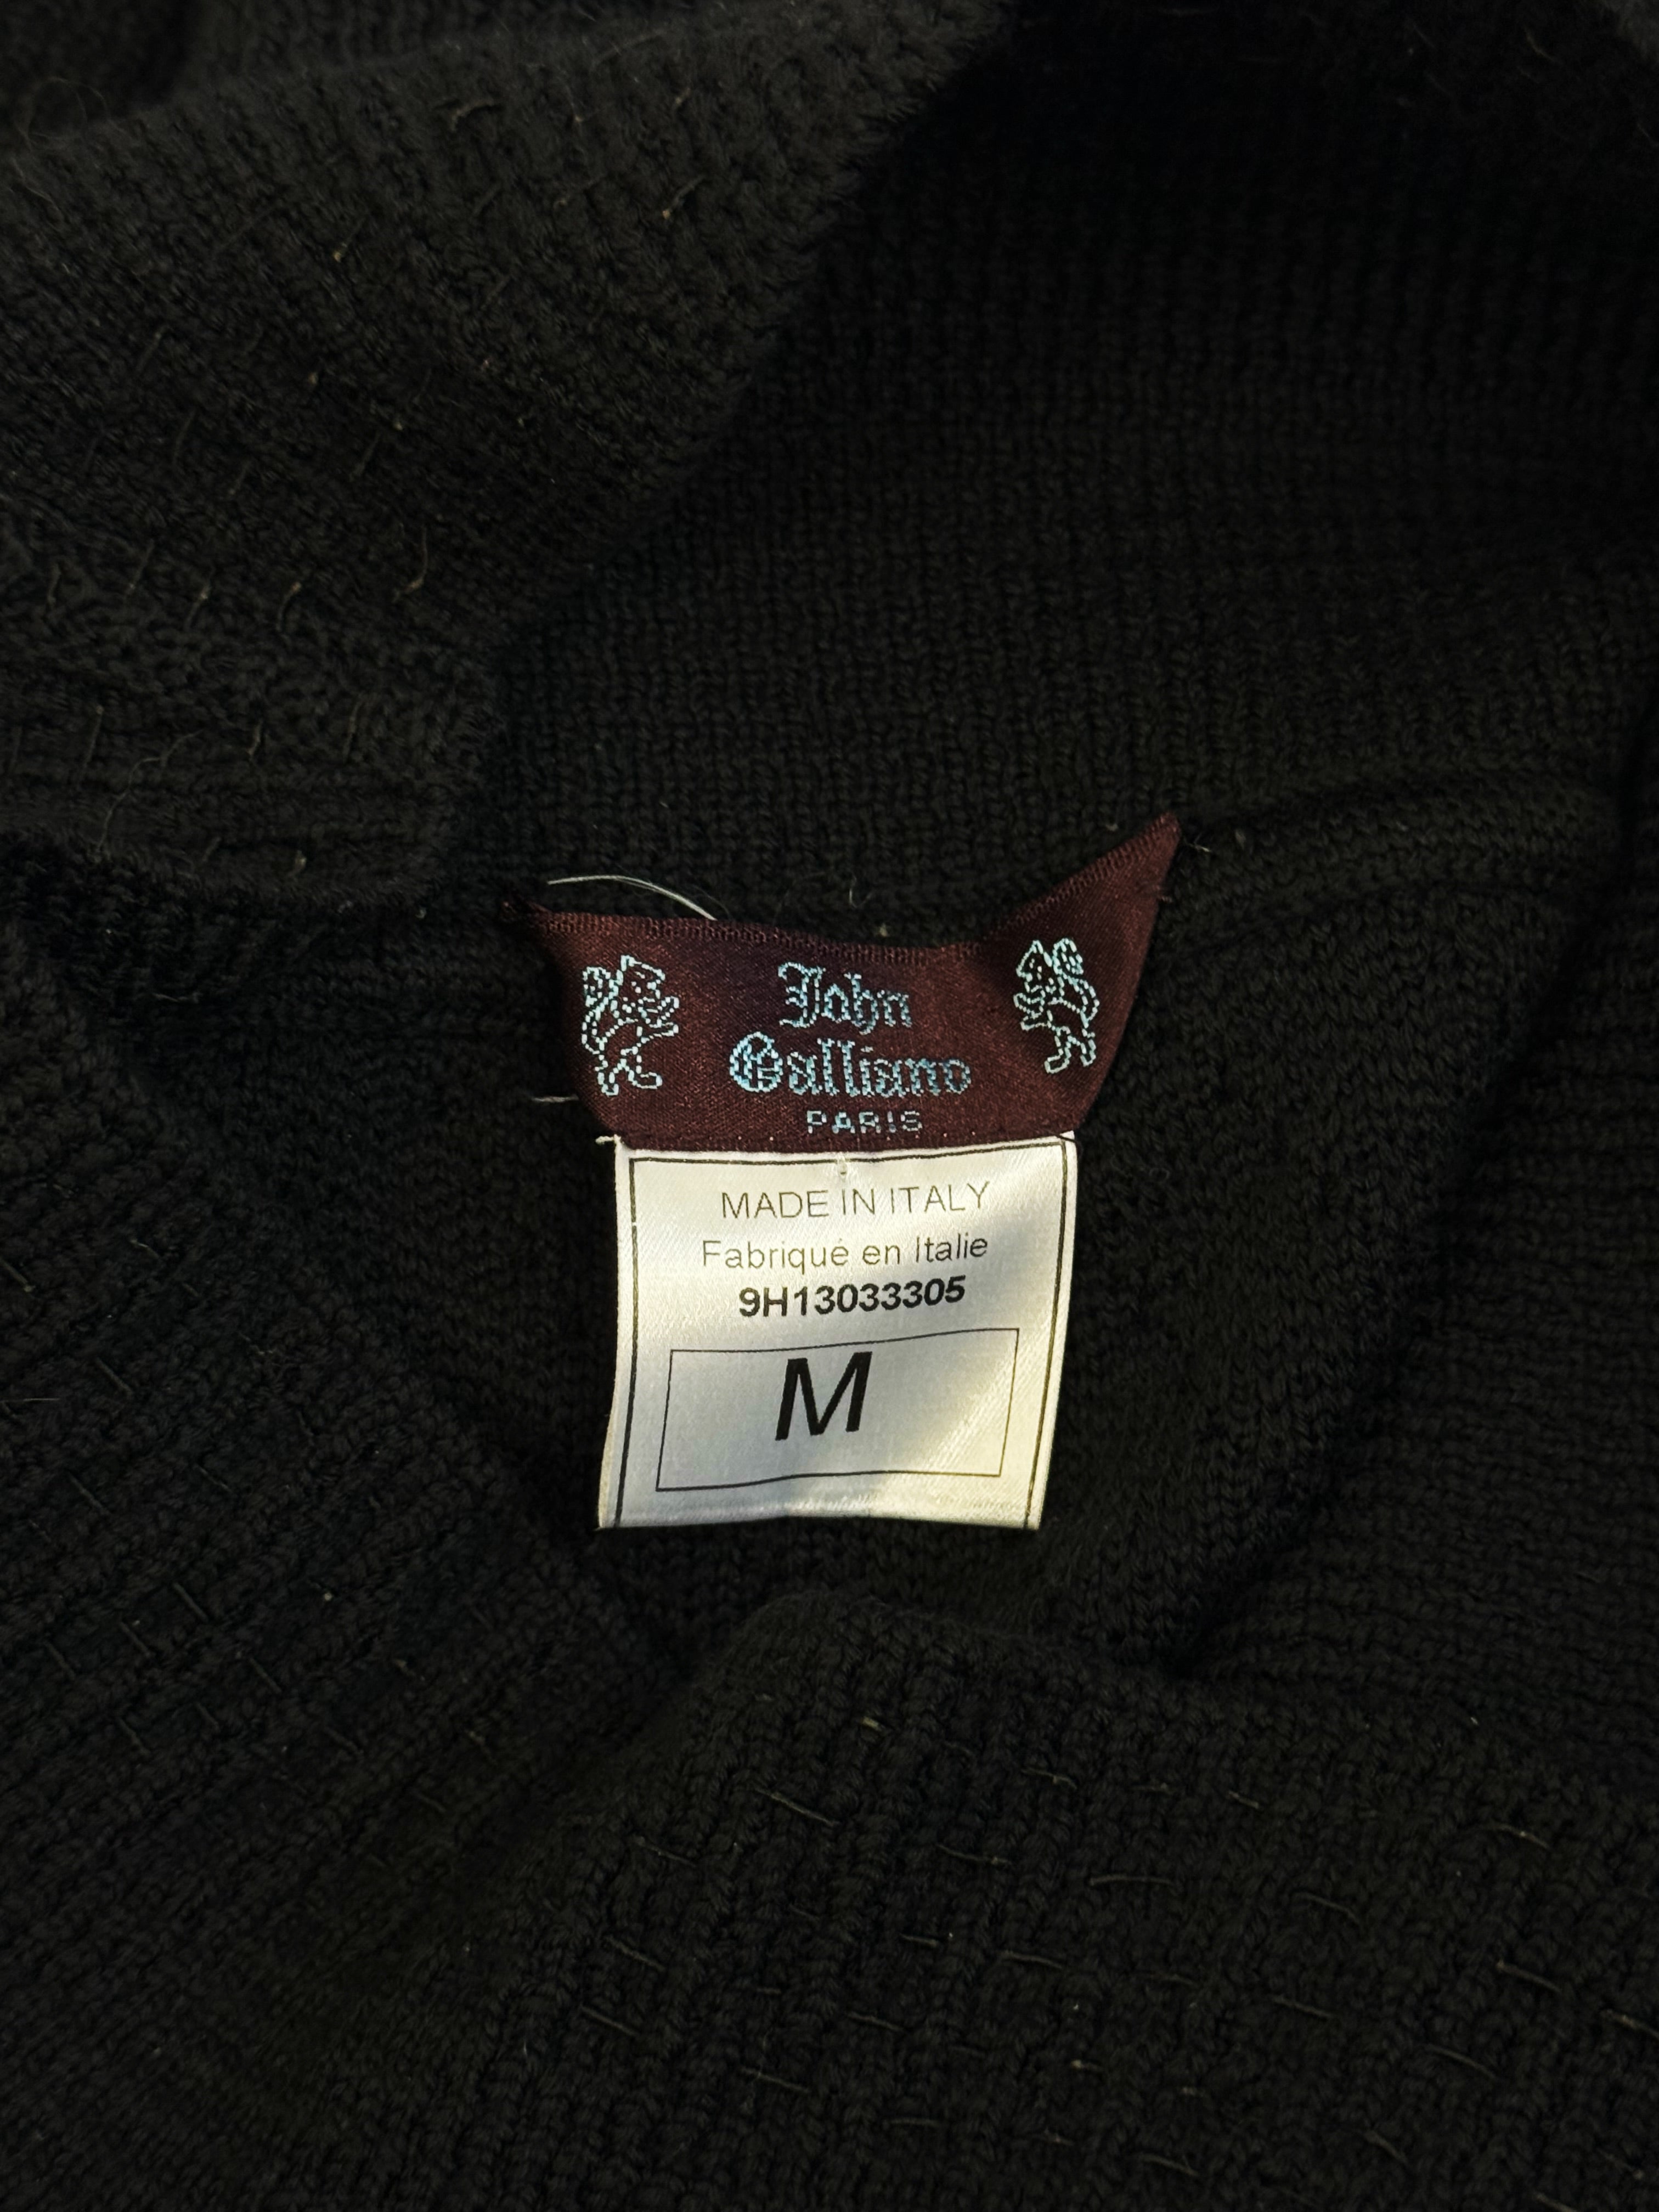 John
Galliano
PARIS
MADE IN ITALY
Fabriqué en Italie
9H13033305
M